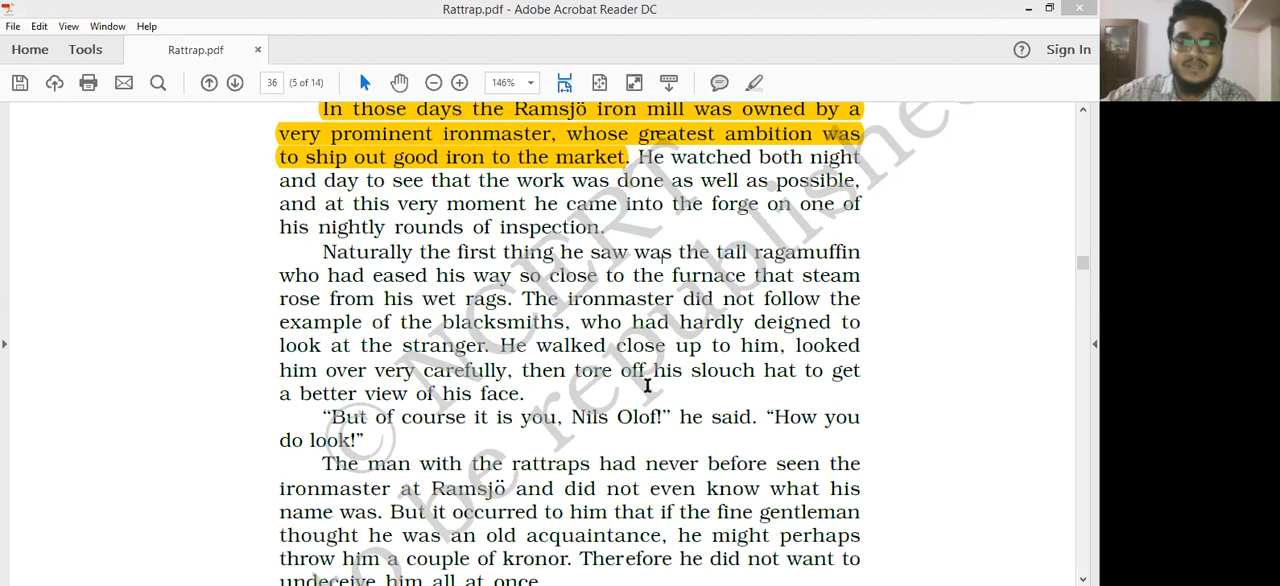 Rattrap.pdf - Adobe Acrobat Reader DC
File Edit View Window Help
Home Tools Rattrap.pdf × Sign In
36 (5 of 14) 146%
In those days the Ramsjö iron mill was owned by a
very prominent ironmaster, whose greatest ambition was
to ship out good iron to the market. He watched both night
and day to see that the work was done as well as possible,
and at this very moment he came into the forge on one of
his nightly rounds of inspection.
Naturally the first thing he saw was the tall ragamuffin
who had eased his way so close to the furnace that steam
rose from his wet rags. The ironmaster did not follow the
example of the blacksmiths, who had hardly deigned to
look at the stranger. He walked close up to him, looked
him over very carefully, then tore off his slouch hat to get
a better view of his face.
“But of course it is you, Nils Olof!” he said. “How you
do look!”
The man with the rattraps had never before seen the
ironmaster at Ramsjö and did not even know what his
name was. But it occurred to him that if the fine gentleman
thought he was an old acquaintance, he might perhaps
throw him a couple of kronor. Therefore he did not want to
undeceive him all at once.
© NCERT
to be republished